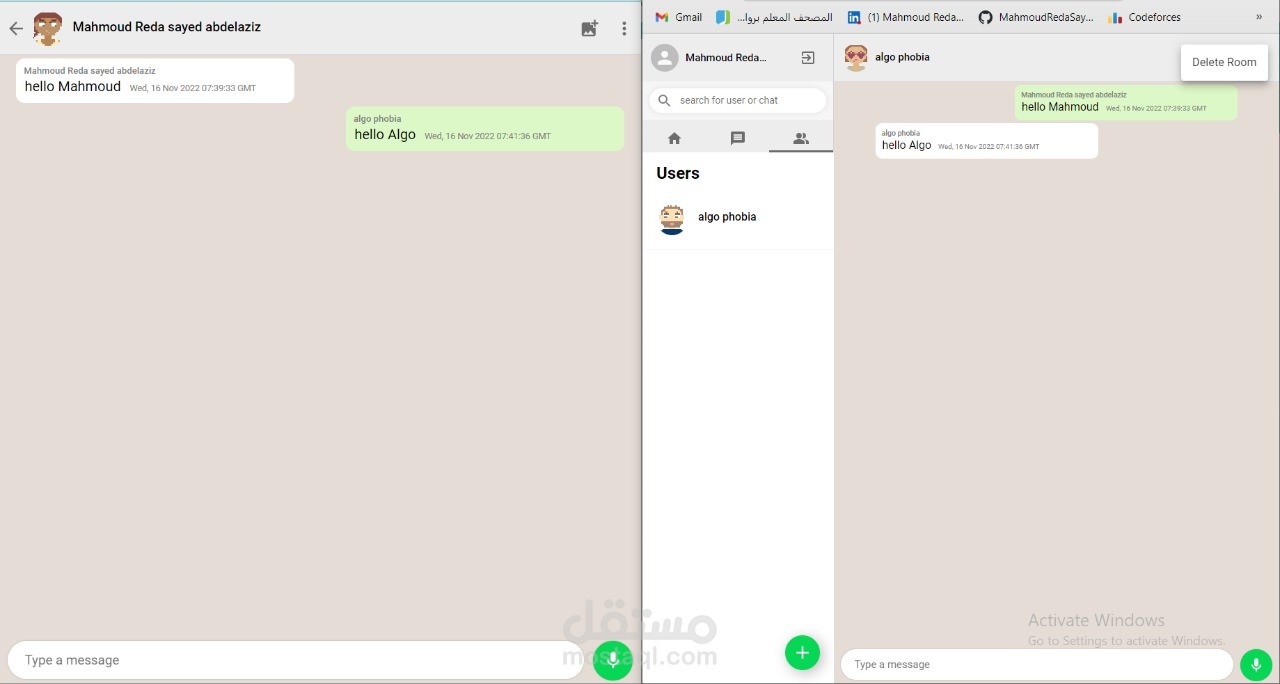 Mahmoud Reda sayed abdelaziz
Mahmoud Reda sayed abdelaziz
hello Mahmoud Wed, 16 Nov 2022 07:39:33 GMT
algo phobia
hello Algo Wed, 16 Nov 2022 07:41:36 GMT
Type a message
Gmail
المصحف المعلم بروا...
(1) Mahmoud Reda...
MahmoudRedaSay...
Codeforces
»
Mahmoud Reda...
search for user or chat
Users
algo phobia
algo phobia
Delete Room
Mahmoud Reda sayed abdelaziz
hello Mahmoud Wed, 16 Nov 2022 07:39:33 GMT
algo phobia
hello Algo Wed, 16 Nov 2022 07:41:36 GMT
Activate Windows
Go to Settings to activate Windows.
Type a message
مستقل
mostaql.com